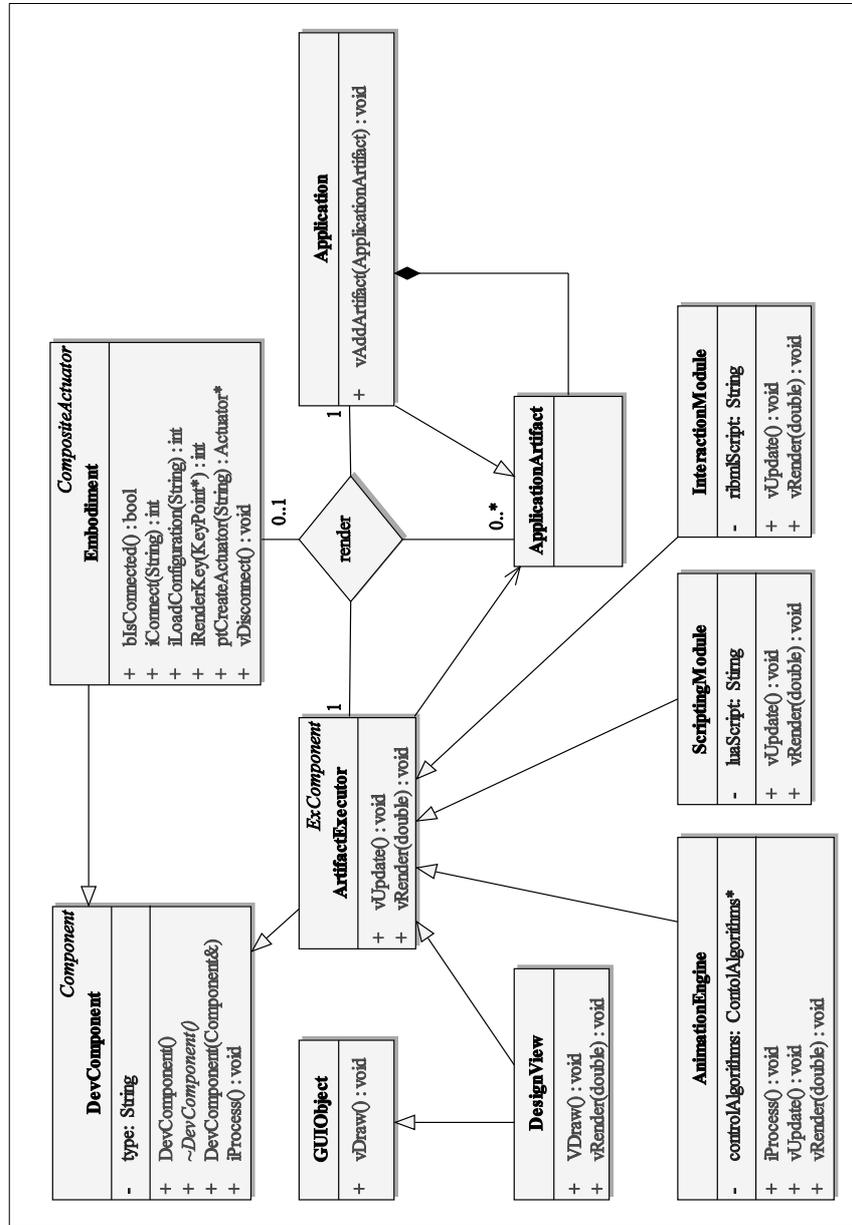 Component
DevComponent
- type: String
+ DevComponent()
+ ~DevComponent()
+ DevComponent(Component&)
+ iProcess() : void
CompositeActuator
Embodiment
+ bIsConnected() : bool
+ iConnect(String) : int
+ iLoadConfiguration(String) : int
+ iRenderKey(KeyPoint*) : int
+ ptCreateActuator(String) : Actuator*
+ vDisconnect() : void
GUIObject
+ vDraw() : void
ExComponent
ArtifactExecutor
+ vUpdate() : void
+ vRender(double) : void
1
0..1
render
1
0..*
Application
+ vAddArtifact(ApplicationArtifact) : void
DesignView
+ VDraw() : void
+ vRender(double) : void
ApplicationArtifact
AnimationEngine
- controlAlgorithms: ContolAlgorithms*
+ iProcess() : void
+ vUpdate() : void
+ vRender(double) : void
ScriptingModule
- luaScript: Stirng
+ vUpdate() : void
+ vRender(double) : void
InteractionModule
- ribmlScript: String
+ vUpdate() : void
+ vRender(double) : void